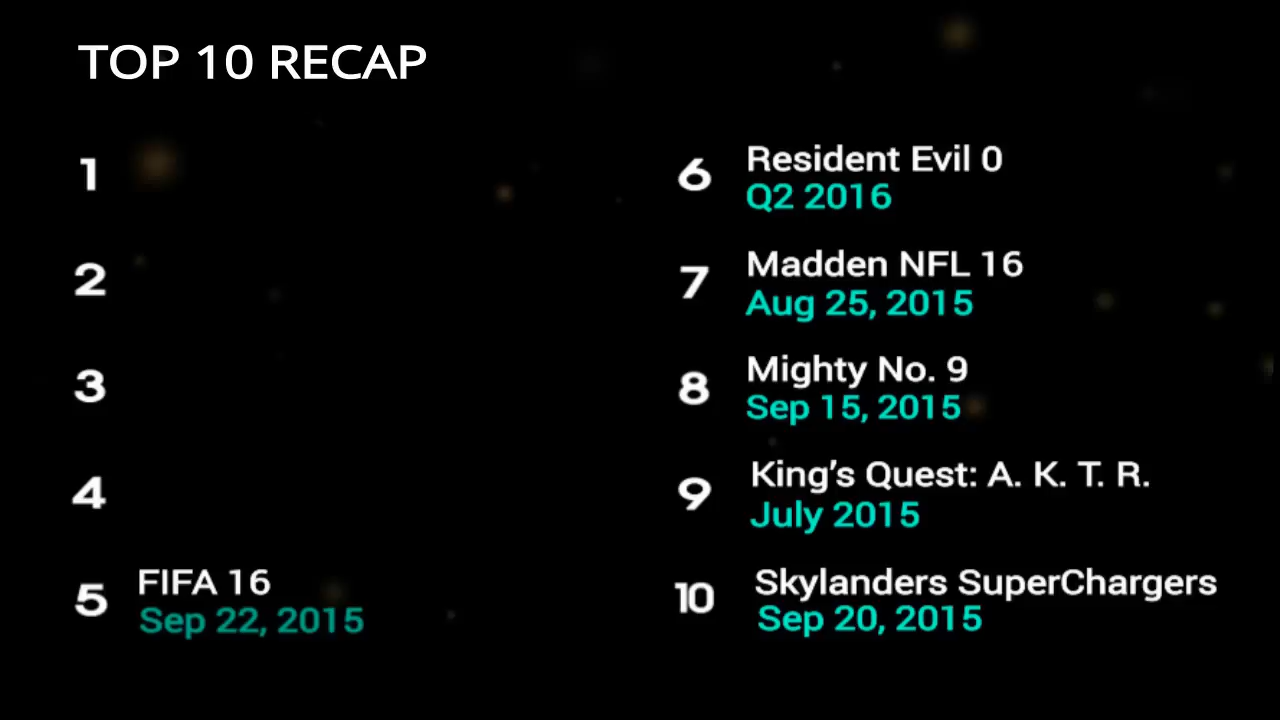 TOP 10 RECAP
1
2
3
4
5 FIFA 16
Sep 22, 2015
6 Resident Evil 0
Q2 2016
7 Madden NFL 16
Aug 25, 2015
8 Mighty No. 9
Sep 15, 2015
9 King's Quest: A. K. T. R.
July 2015
10 Skylanders SuperChargers
Sep 20, 2015